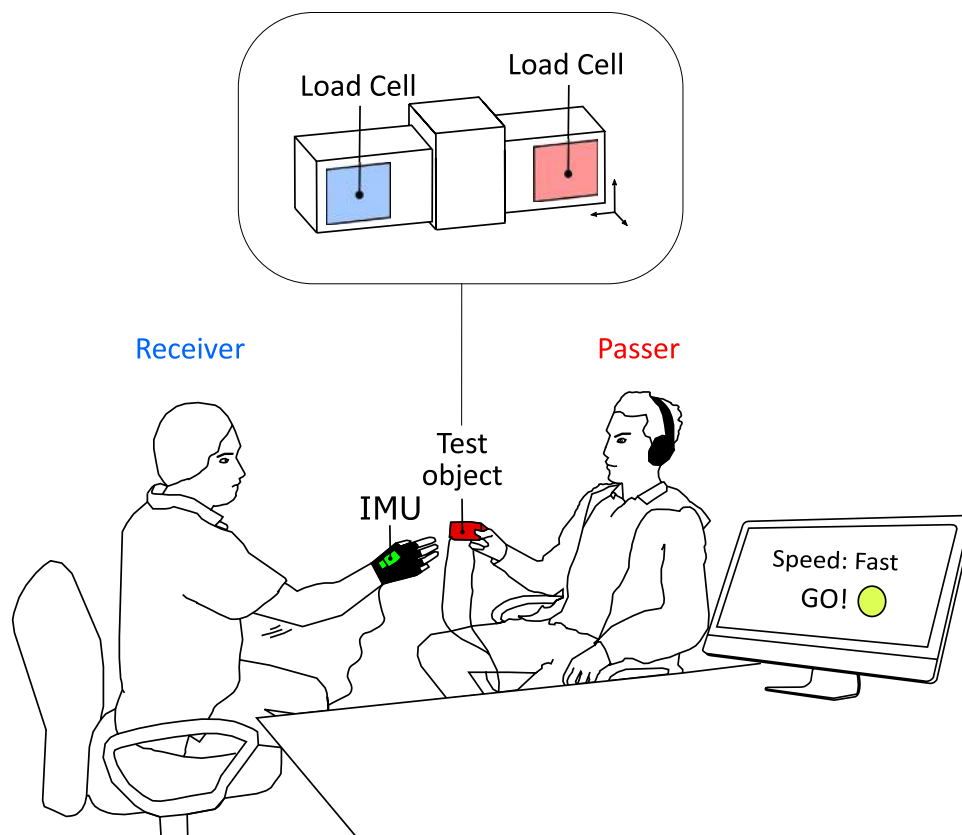 Load Cell
Load Cell
Receiver
Passer
Test
object
IMU
Speed: Fast
GO!